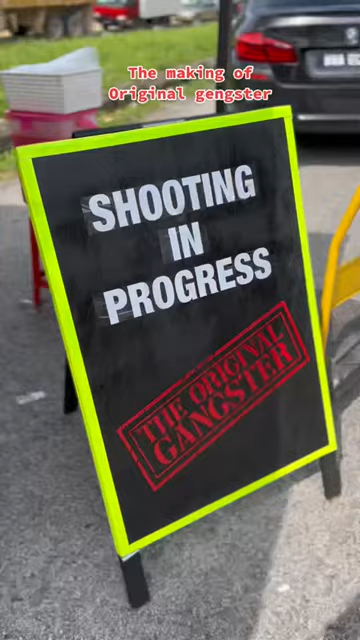 The making of
Original gengster
SHOOTING
IN
PROGRESS
THE ORIGINAL
GANGSTER